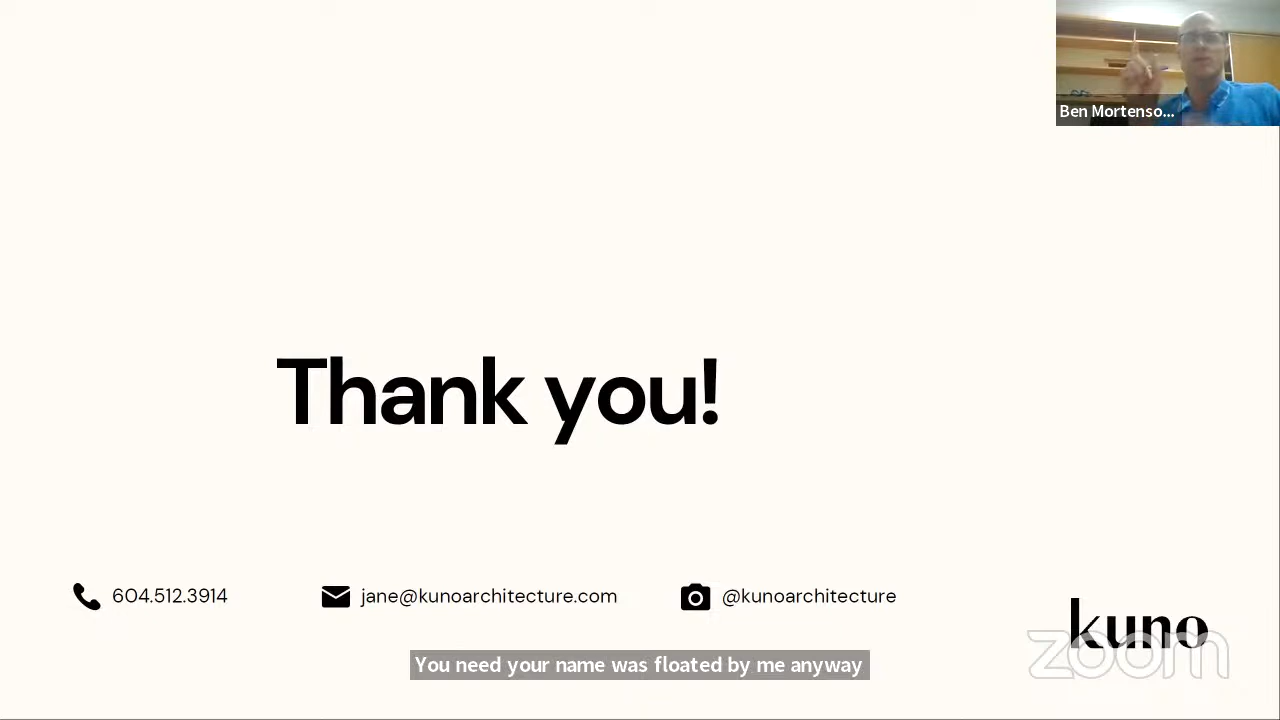 Ben Mortenso...
Thank you!
604.512.3914
jane@kunoarchitecture.com
@kunoarchitecture
kuno
zoom
You need your name was floated by me anyway